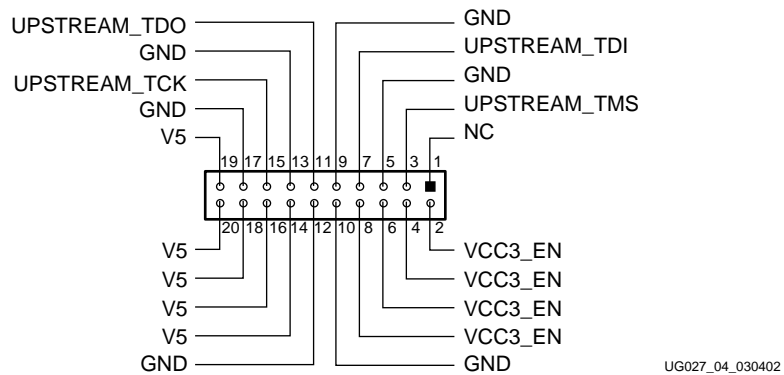 UPSTREAM_TDO
GND
UPSTREAM_TCK
GND
V5
GND
UPSTREAM_TDI
GND
UPSTREAM_TMS
NC
19 17 15 13 11 9 7 5 3 1
20 18 16 14 12 10 8 6 4 2
V5
V5
V5
V5
GND
VCC3_EN
VCC3_EN
VCC3_EN
VCC3_EN
GND
UG027_04_030402